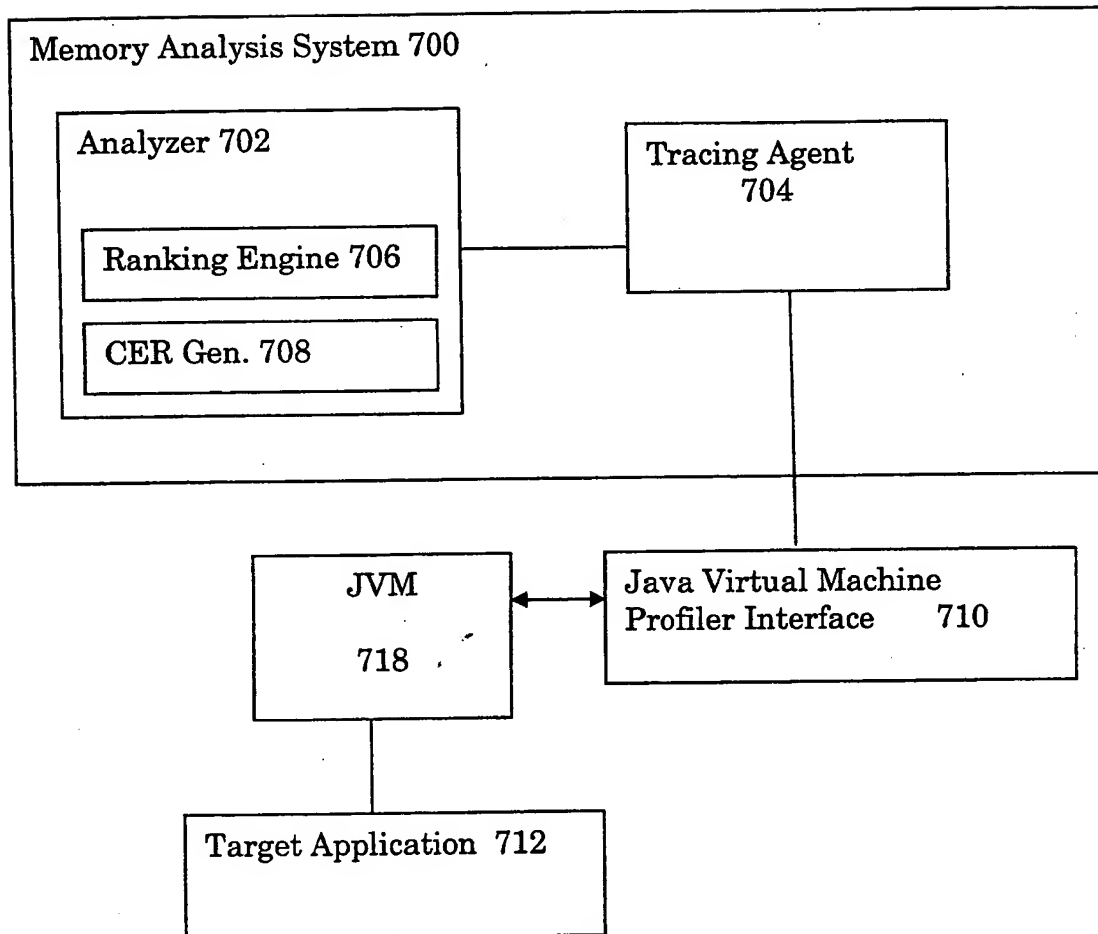 Memory Analysis System 700
Analyzer 702
Ranking Engine 706
CER Gen. 708
Tracing Agent
704
JVM
718
Java Virtual Machine
Profiler Interface 710
Target Application 712